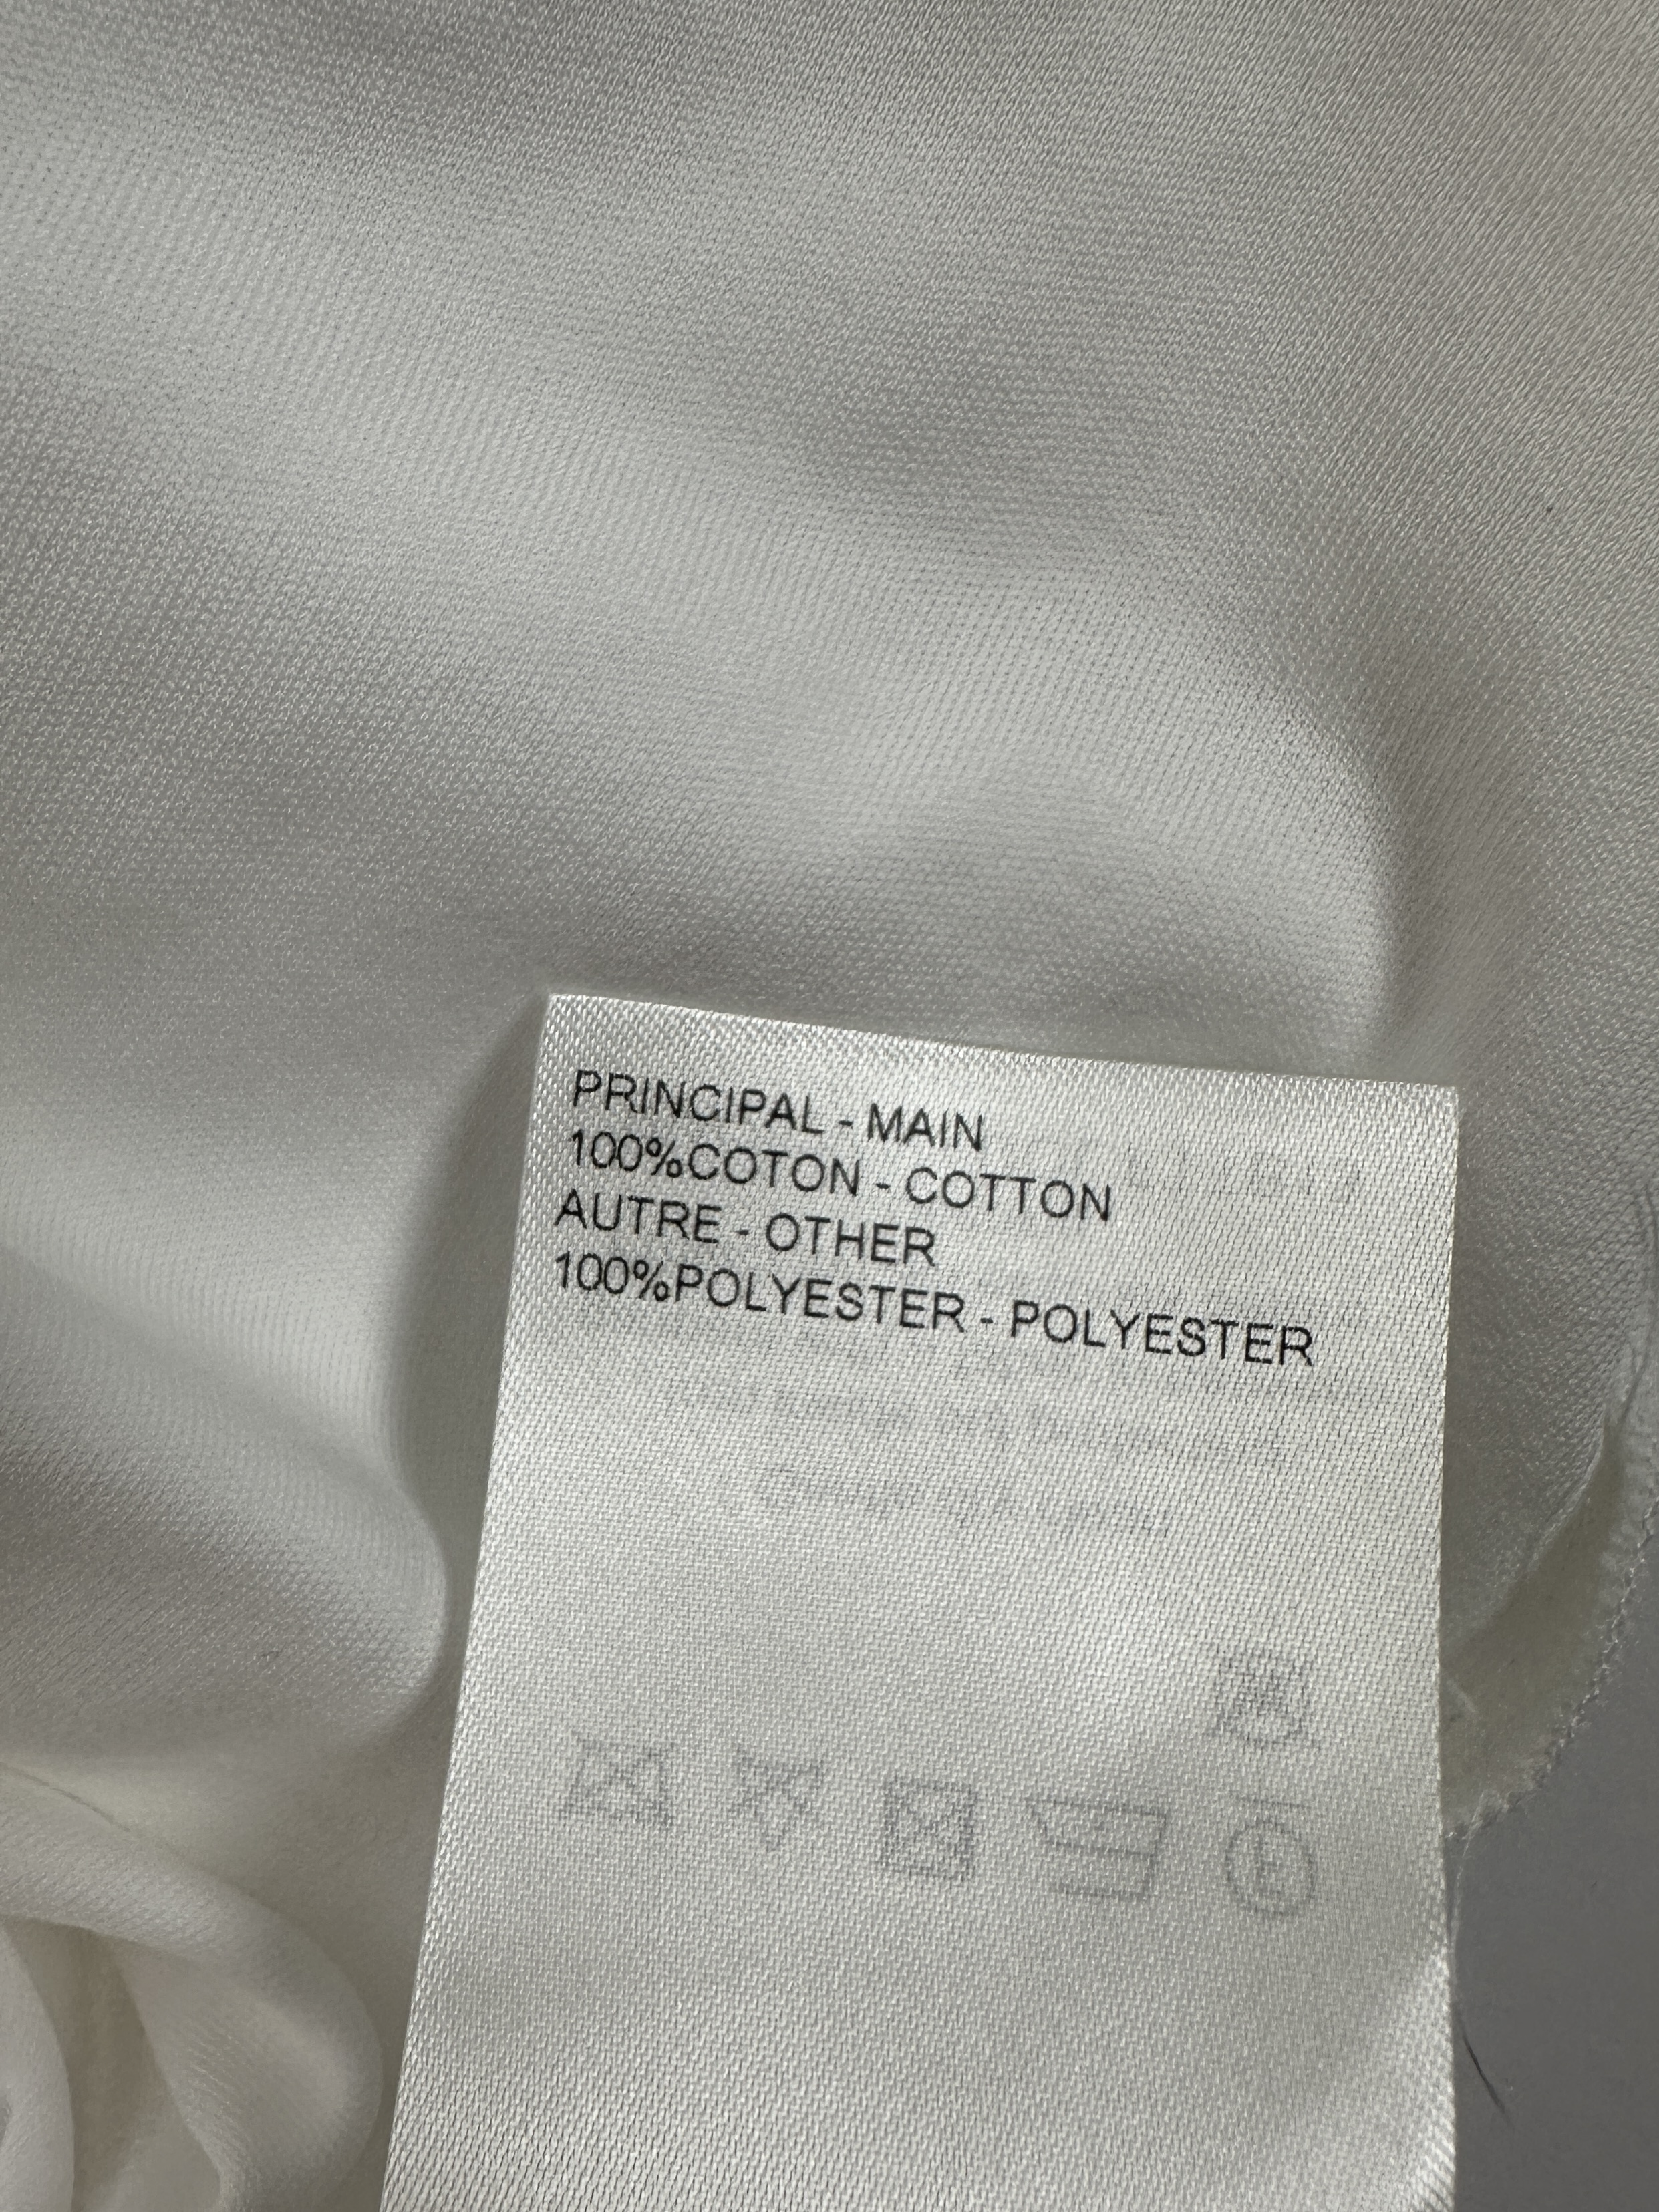 PRINCIPAL - MAIN
100%COTON - COTTON
AUTRE - OTHER
100%POLYESTER - POLYESTER